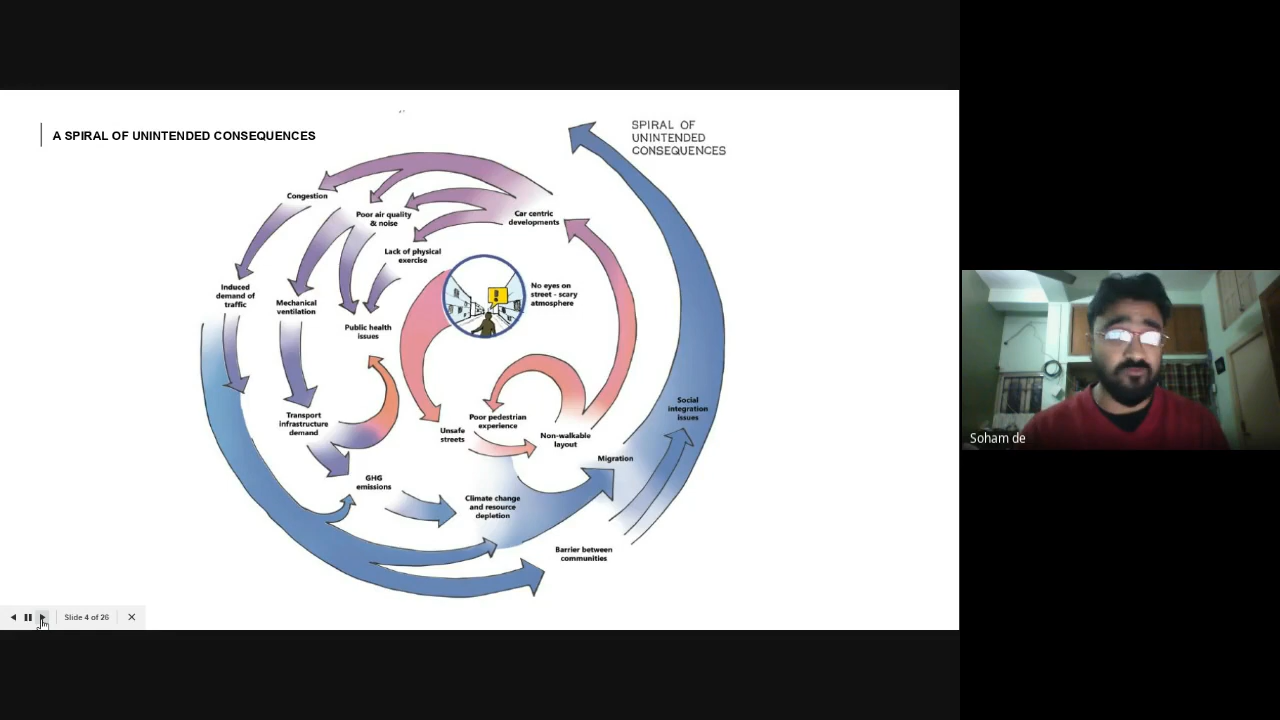 A SPIRAL OF UNINTENDED CONSEQUENCES
SPIRAL OF
UNINTENDED
CONSEQUENCES
Congestion
Poor air quality
& noise
Car centric
developments
Lack of physical
exercise
No eyes on
street - scary
atmosphere
!
Induced
demand of
traffic
Mechanical
ventilation
Public health
issues
Transport
infrastructure
demand
Unsafe
streets
Poor pedestrian
experience
Non-walkable
layout
Social
integration
issues
Migration
GHG
emissions
Climate change
and resource
depletion
Barrier between
communities
Slide 4 of 26
Soham de